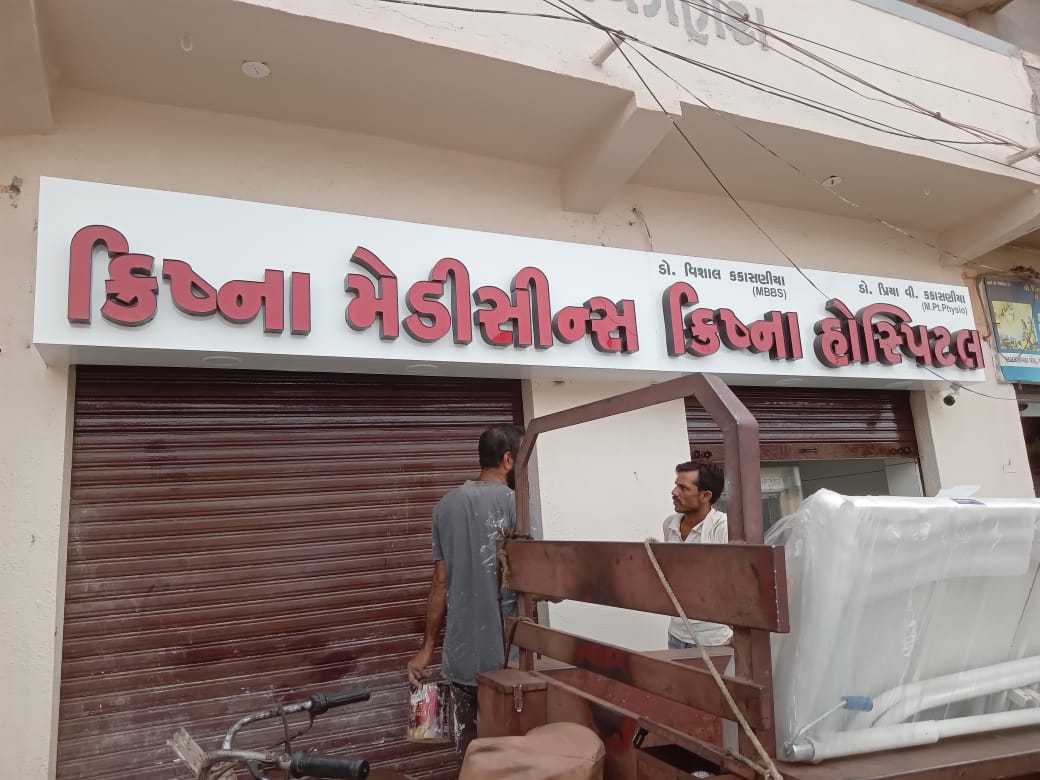 ક્રિષ્ના મેડીસીન્સ
ડો. વિશાલ કકાસણીયા
(MBBS)
ડો. પ્રિયા વી. કકાસણીયા
(M.Pt.Physio)
ક્રિષ્ના હોસ્પિટલ